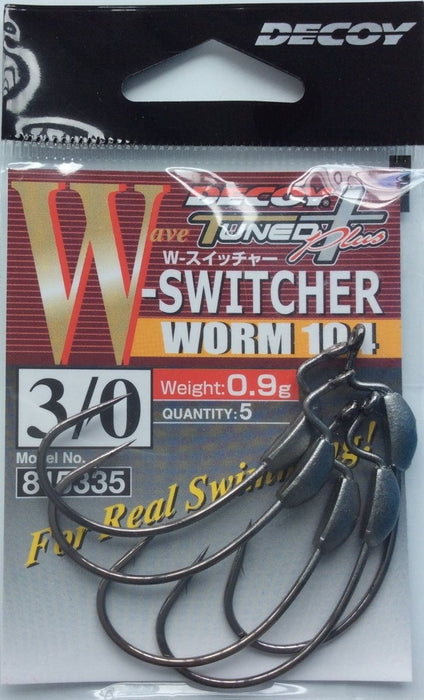 DECOY
DECOY
Wave
TUNED Plus
W-スイッチャー
W-SWITCHER
WORM 104
3/0
Weight:0.9g
QUANTITY:5
Model No.
815335
For Real Swimming!